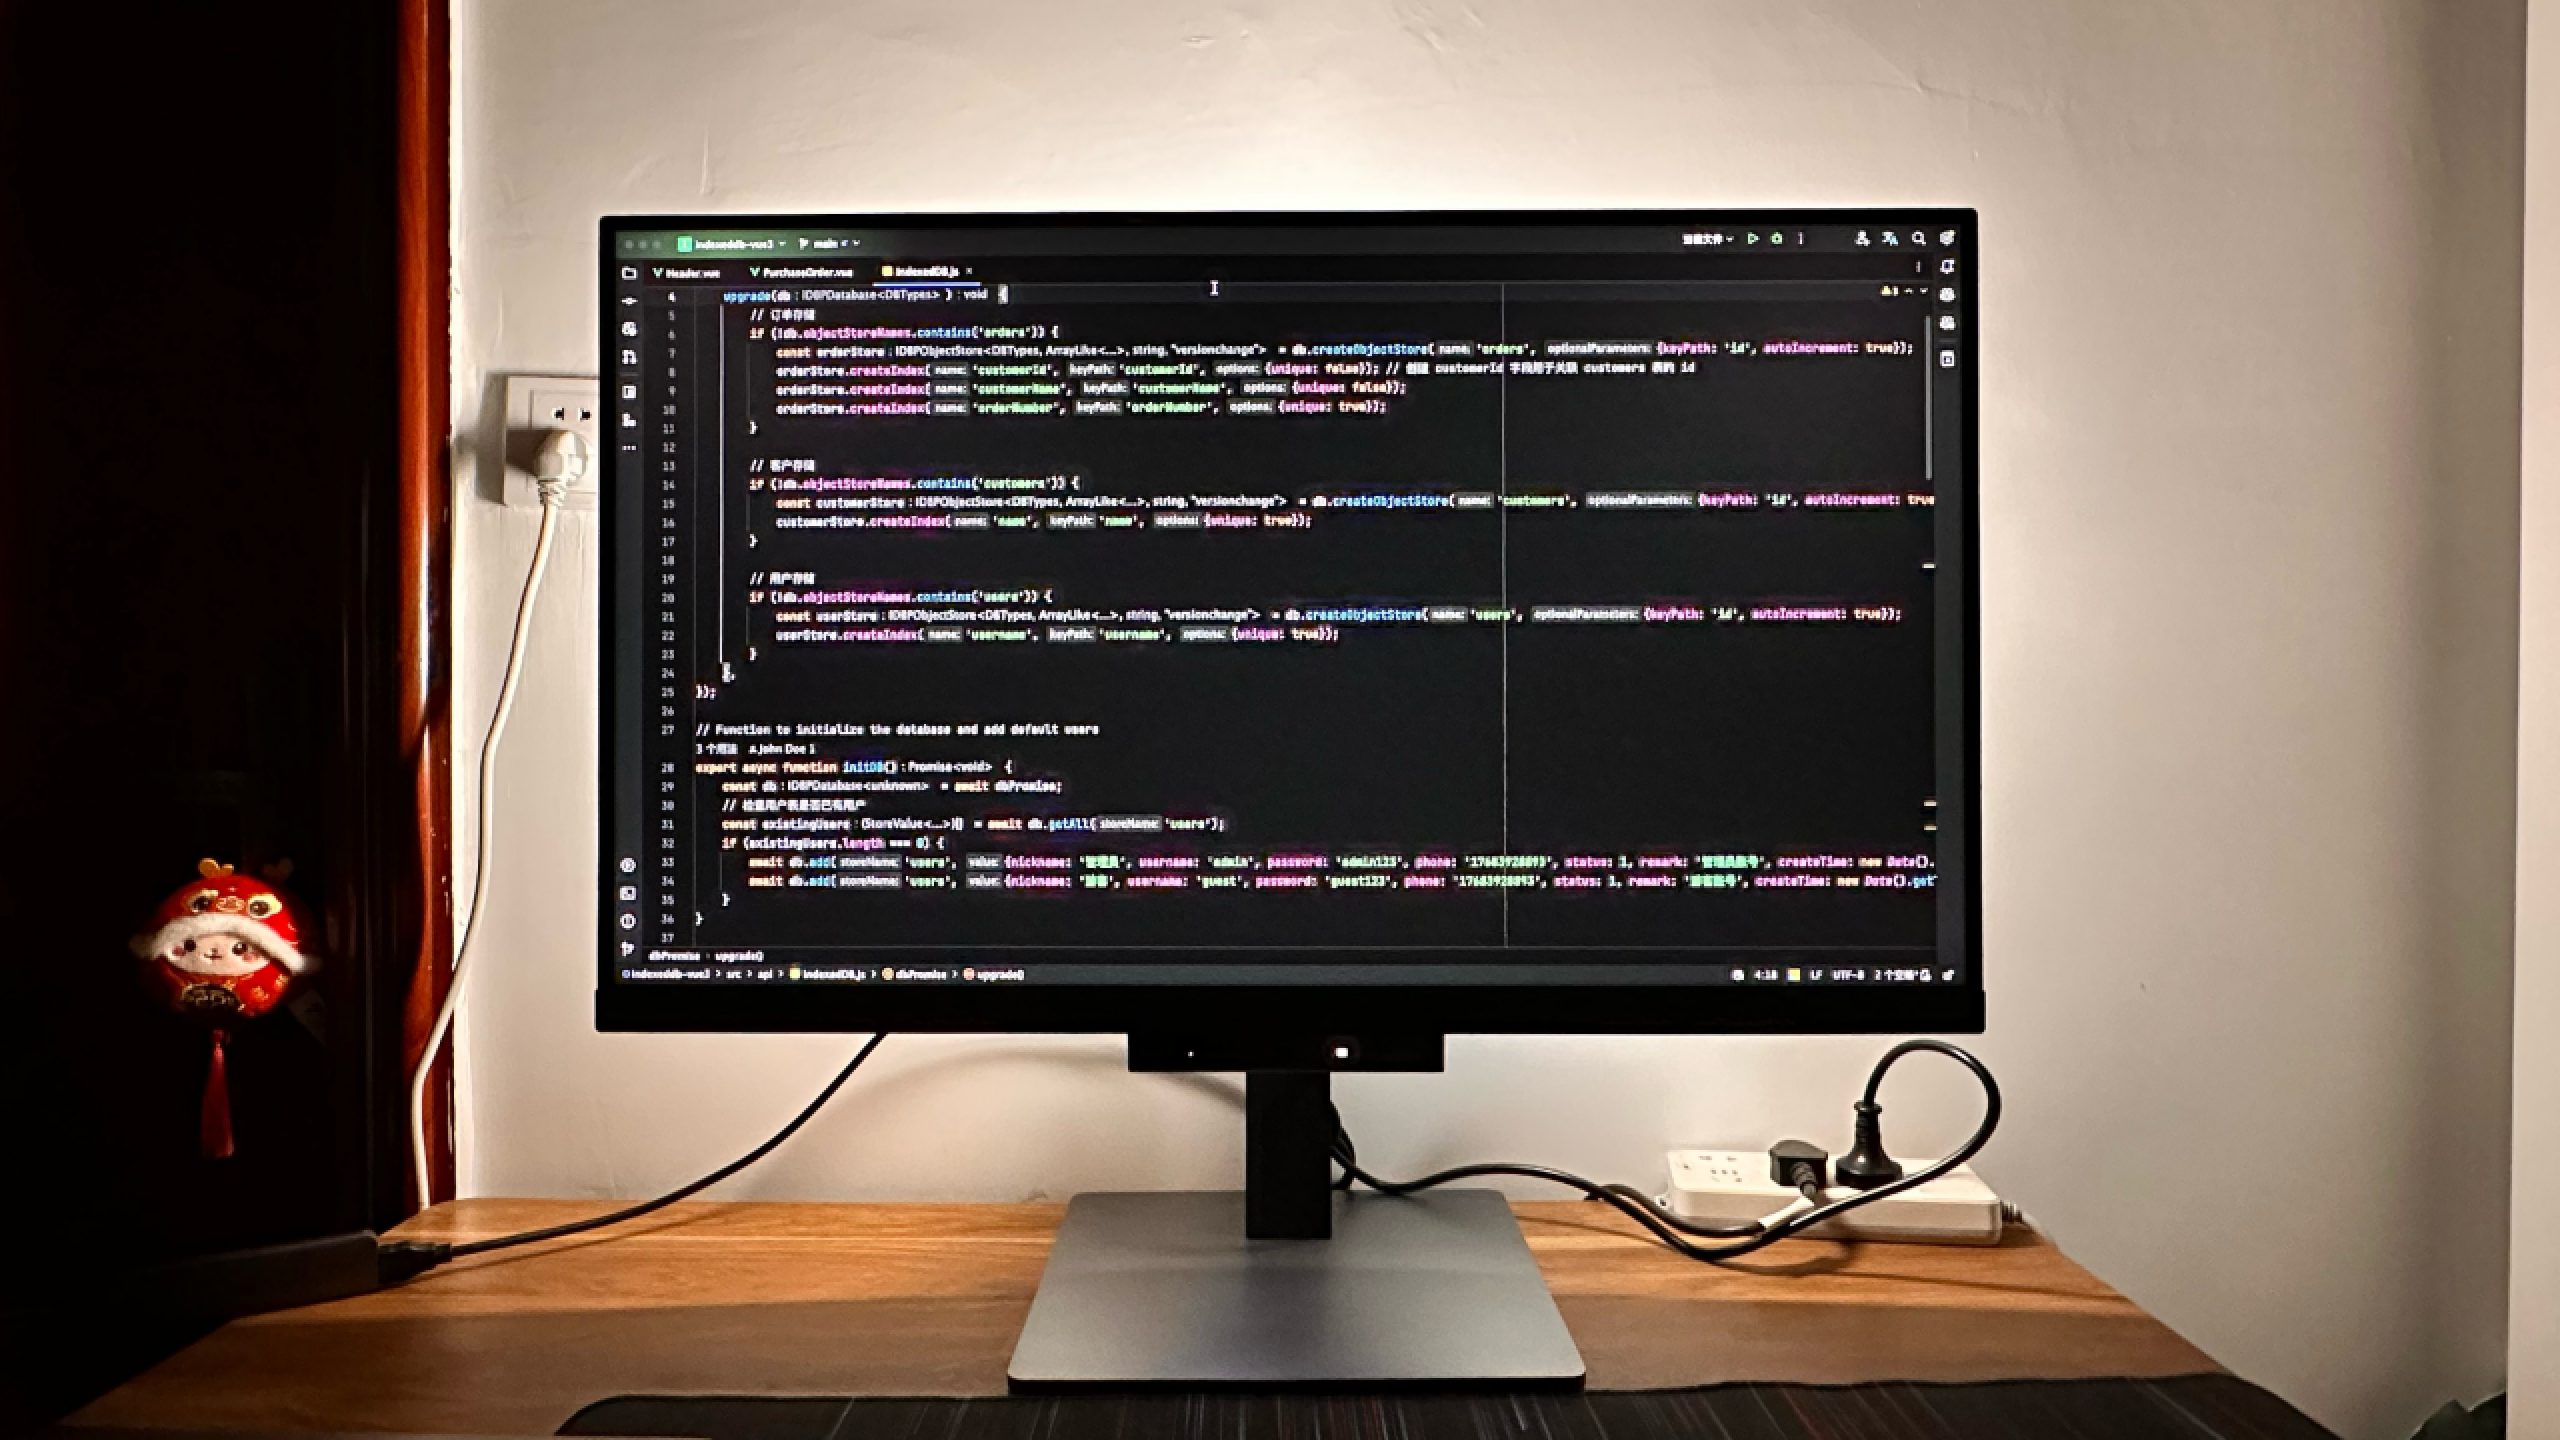 indexeddb-vue3 main 当前文件
Header.vue PurchaseOrder.vue IndexedDB.js
4 upgrade(db : IDBPDatabase<DBTypes> ) : void {
5 // 订单存储
6 if (!db.objectStoreNames.contains('orders')) {
7 const orderStore : IDBPObjectStore<DBTypes, ArrayLike<...>, string, "versionchange> = db.createObjectStore( name: 'orders', optionalParameters: {keyPath: 'id', autoIncrement: true});
8 orderStore.createIndex( name: 'customerId', keyPath: 'customerId', options: {unique: false}); // 创建 customerId 字段用于关联 customers 表的 id
9 orderStore.createIndex( name: 'customerName', keyPath: 'customerName', options: {unique: false});
10 orderStore.createIndex( name: 'orderNumber', keyPath: 'orderNumber', options: {unique: true});
11 }
12
13 // 客户存储
14 if (!db.objectStoreNames.contains('customers')) {
15 const customerStore : IDBPObjectStore<DBTypes, ArrayLike<...>, string, "versionchange"> = db.createObjectStore( name: 'customers', optionalParameters: {keyPath: 'id', autoIncrement: true
16 customerStore.createIndex( name: 'name', keyPath: 'name', options: {unique: true});
17 }
18
19 // 用户存储
20 if (!db.objectStoreNames.contains('users')) {
21 const userStore : IDBPObjectStore<DBTypes, ArrayLike<...>, string, "versionchange"> = db.createObjectStore( name: 'users', optionalParameters: {keyPath: 'id', autoIncrement: true});
22 userStore.createIndex( name: 'username', keyPath: 'username', options: {unique: true});
23 }
24 },
25 });
26
27 // Function to initialize the database and add default users
3 个用法 John Doe 1
28 export async function initDB() : Promise<void> {
29 const db : IDBPDatabase<unknown> = await dbPromise;
30 // 检查用户表是否已有用户
31 const existingUsers : (StoreValue<...>)[] = await db.getAll( storeName: 'users');
32 if (existingUsers.length === 0) {
33 await db.add( storeName: 'users', value: {nickname: '管理员', username: 'admin', password: 'admin123', phone: '17683928893', status: 1, remark: '管理员账号', createTime: new Date().
34 await db.add( storeName: 'users', value: {nickname: '游客', username: 'guest', password: 'guest123', phone: '17683928893', status: 1, remark: '游客账号', createTime: new Date().get
35 }
36 }
37
dbPromise upgrade()
indexeddb-vue3 > src > api > IndexedDB.js > dbPromise > upgrade() 4:18 LF UTF-8 2 个空格